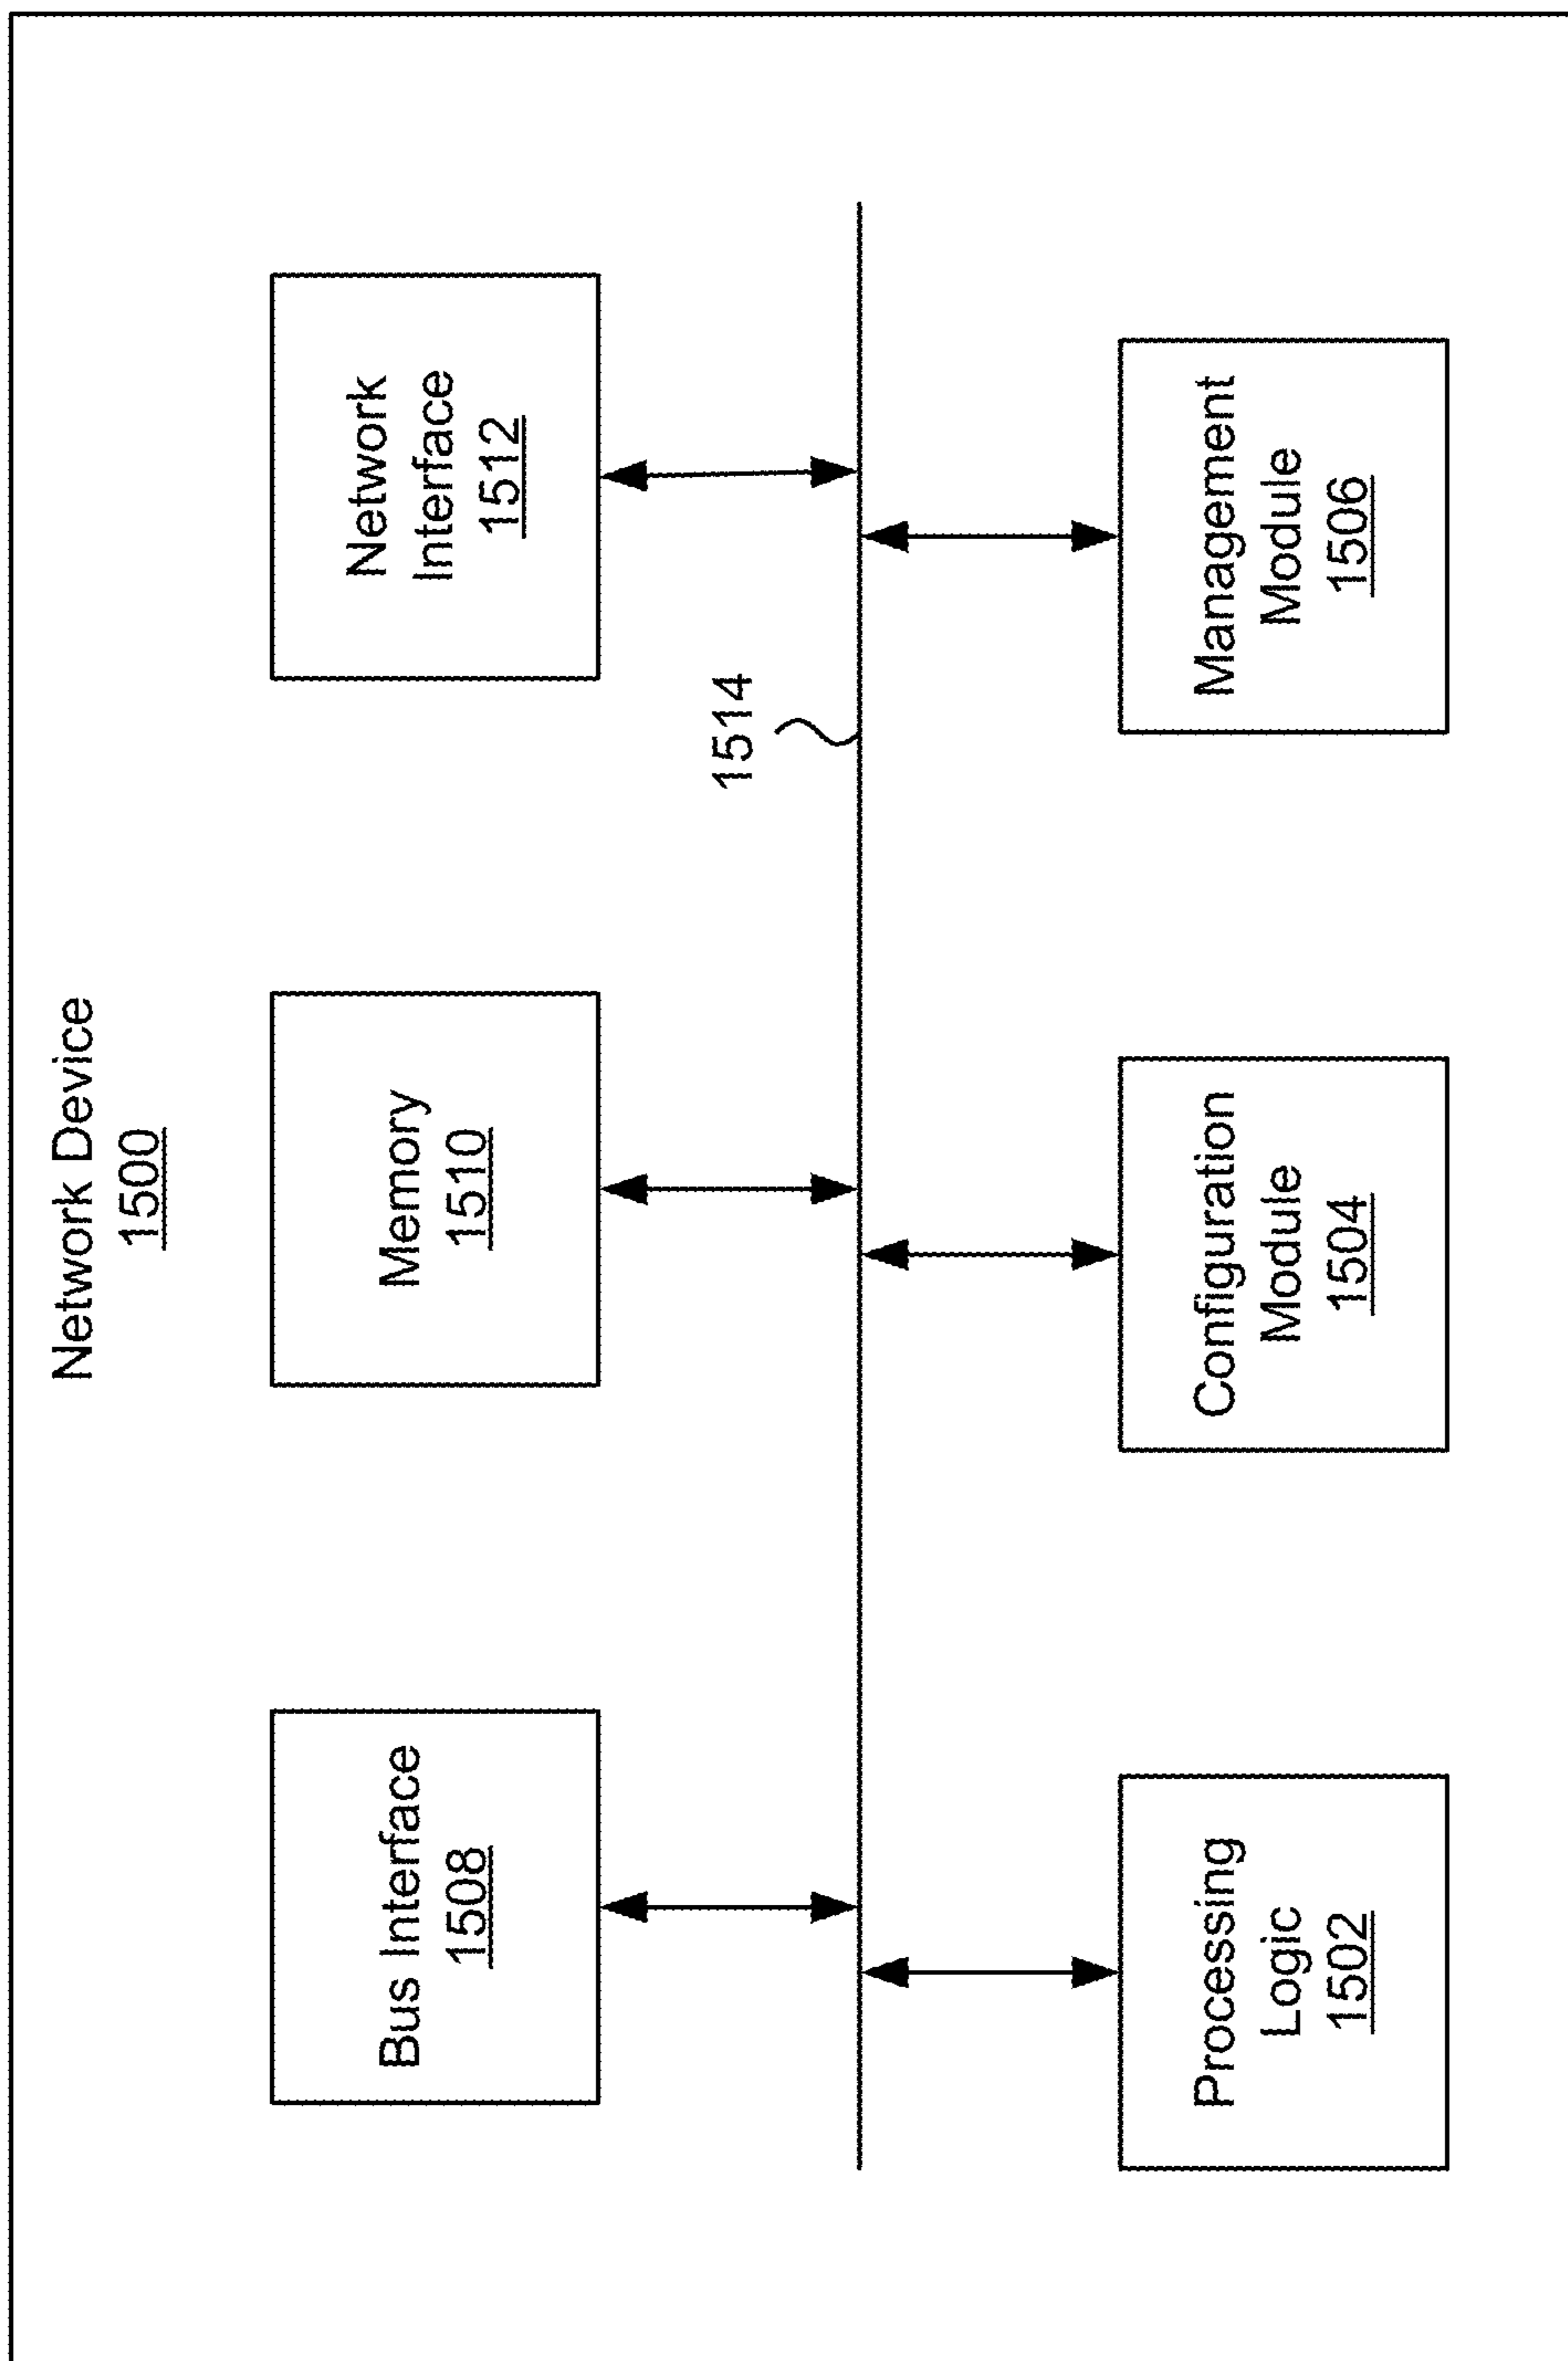 Network Device
1500
Bus Interface
1508
Memory
1510
Network
Interface
1512
1514
Processing
Logic
1502
Configuration
Module
1504
Management
Module
1506